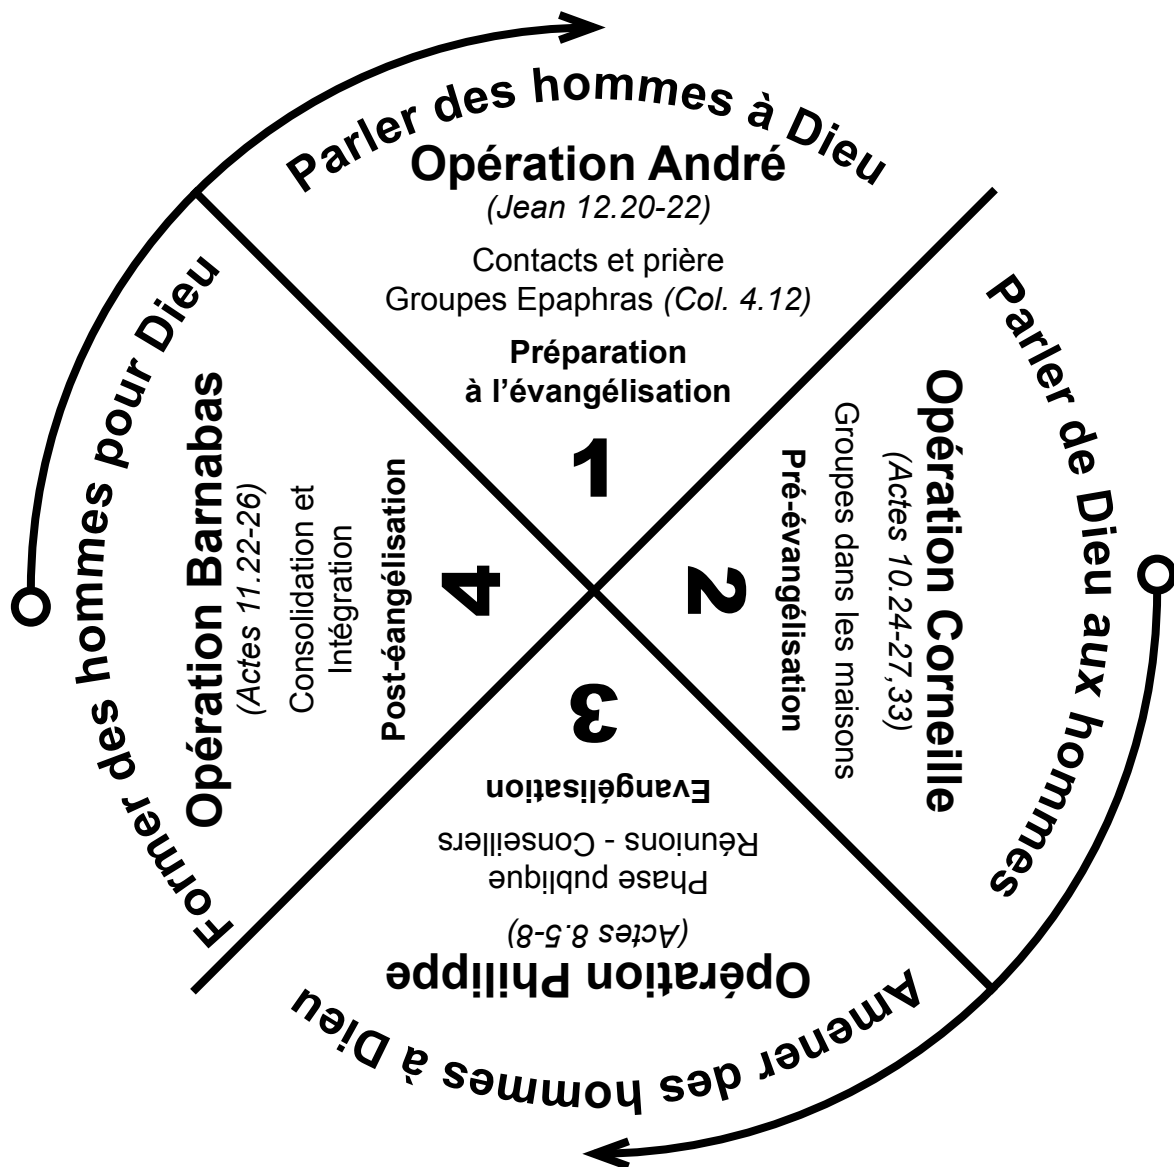 Parler des hommes à Dieu
Opération André
(Jean 12.20-22)
Contacts et prière
Groupes Epaphras (Col. 4.12)
Préparation
à l’évangélisation
1
Parler de Dieu aux hommes
Opération Corneille
(Actes 10.24-27,33)
Groupes dans les maisons
Pré-évangélisation
2
Amener des hommes à Dieu
Opération Philippe
(Actes 8.5-8)
Phase publique
Réunions - Conseillers
Evangélisation
3
Former des hommes pour Dieu
Opération Barnabas
(Actes 11.22-26)
Consolidation et
Intégration
Post-éangélisation
4